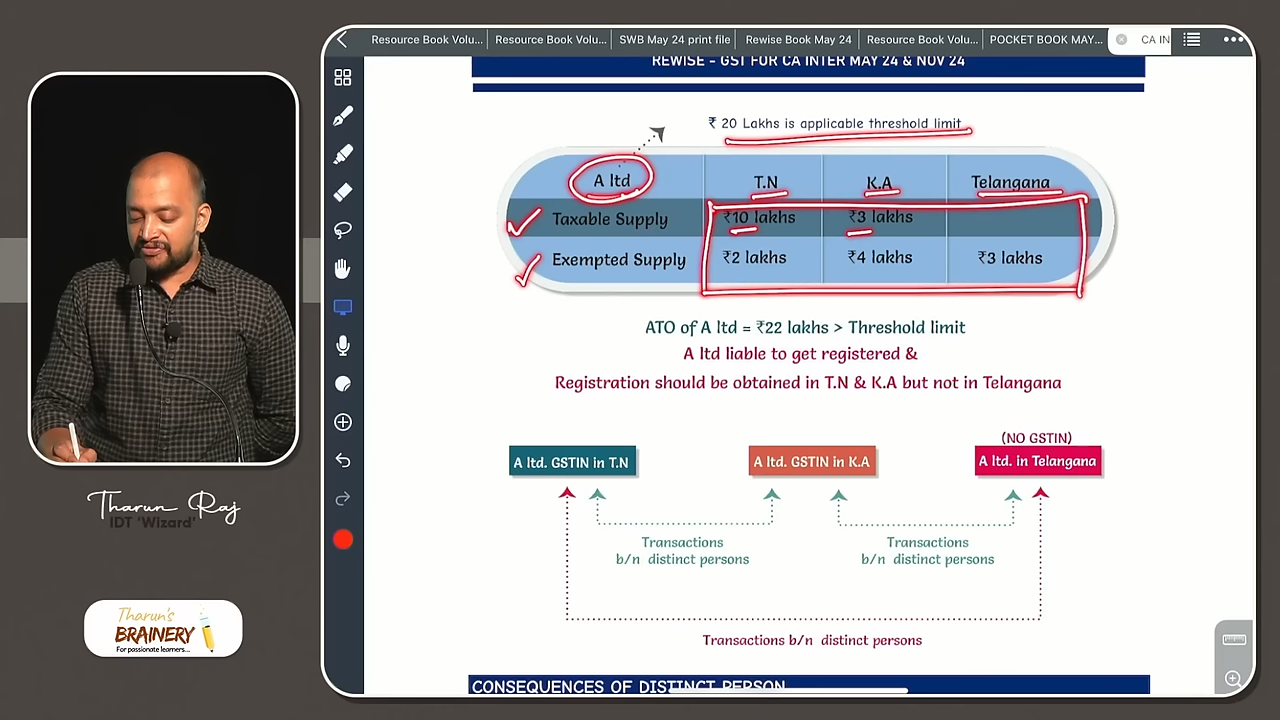 Resource Book Volu... Resource Book Volu... SWB May 24 print file Rewise Book May 24 Resource Book Volu... POCKET BOOK MAY... CA IN
REWISE - GST FOR CA INTER MAY 24 & NOV 24
₹ 20 Lakhs is applicable threshold limit
A ltd T.N K.A Telangana
Taxable Supply ₹10 lakhs ₹3 lakhs
Exempted Supply ₹2 lakhs ₹4 lakhs ₹3 lakhs
ATO of A ltd = ₹22 lakhs > Threshold limit
A ltd liable to get registered &
Registration should be obtained in T.N & K.A but not in Telangana
(NO GSTIN)
A ltd. GSTIN in T.N A ltd. GSTIN in K.A A ltd. in Telangana
Transactions
b/n distinct persons
Transactions
b/n distinct persons
Transactions b/n distinct persons
CONSEQUENCES OF DISTINCT PERSON
Tharun Raj
IDT 'Wizard'
Tharun's
BRAINERY
For passionate learners...